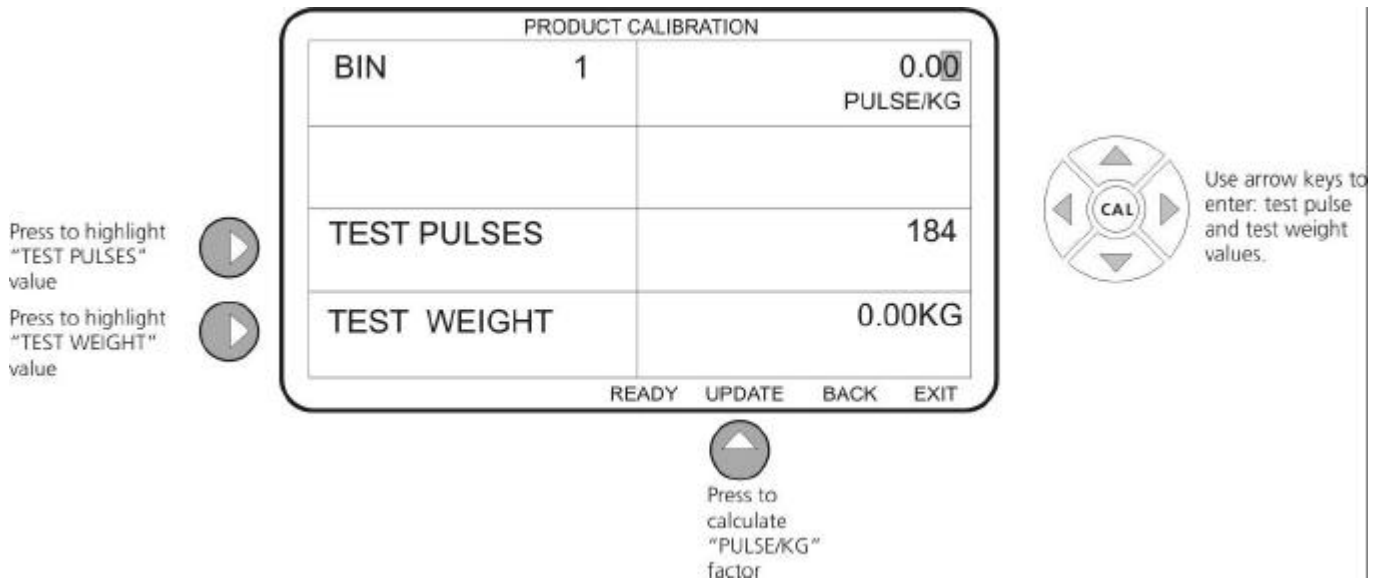 PRODUCT CALIBRATION
BIN 1 0.00
PULSE/KG
Press to highlight
"TEST PULSES"
value
TEST PULSES 184
CAL
Use arrow keys to
enter: test pulse
and test weight
values.
Press to highlight
"TEST WEIGHT"
value
TEST WEIGHT 0.00KG
READY UPDATE BACK EXIT
Press to
calculate
"PULSE/KG"
factor